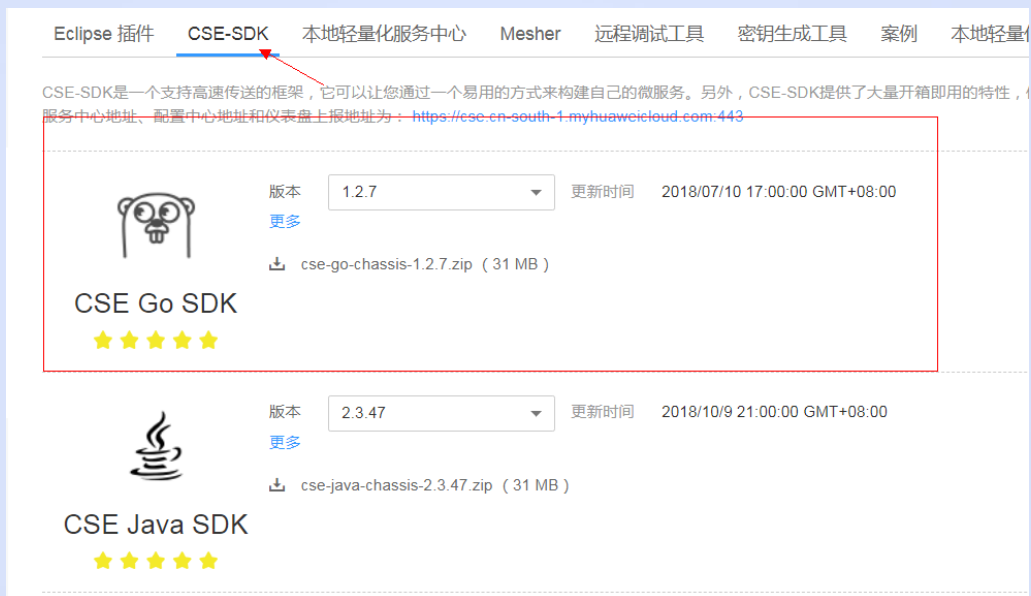 Eclipse 插件 CSE-SDK 本地轻量化服务中心 Mesher 远程调试工具 密钥生成工具 案例 本地轻量
CSE-SDK是一个支持高速传送的框架，它可以让您通过一个易用的方式来构建自己的微服务。另外，CSE-SDK提供了大量开箱即用的特性，
服务中心地址、配置中心地址和仪表盘上报地址为： https://cse.cn-south-1.myhuaweicloud.com:443
版本 1.2.7 更新时间 2018/07/10 17:00:00 GMT+08:00
更多
cse-go-chassis-1.2.7.zip （31 MB）
CSE Go SDK
版本 2.3.47 更新时间 2018/10/9 21:00:00 GMT+08:00
更多
cse-java-chassis-2.3.47.zip （31 MB）
CSE Java SDK